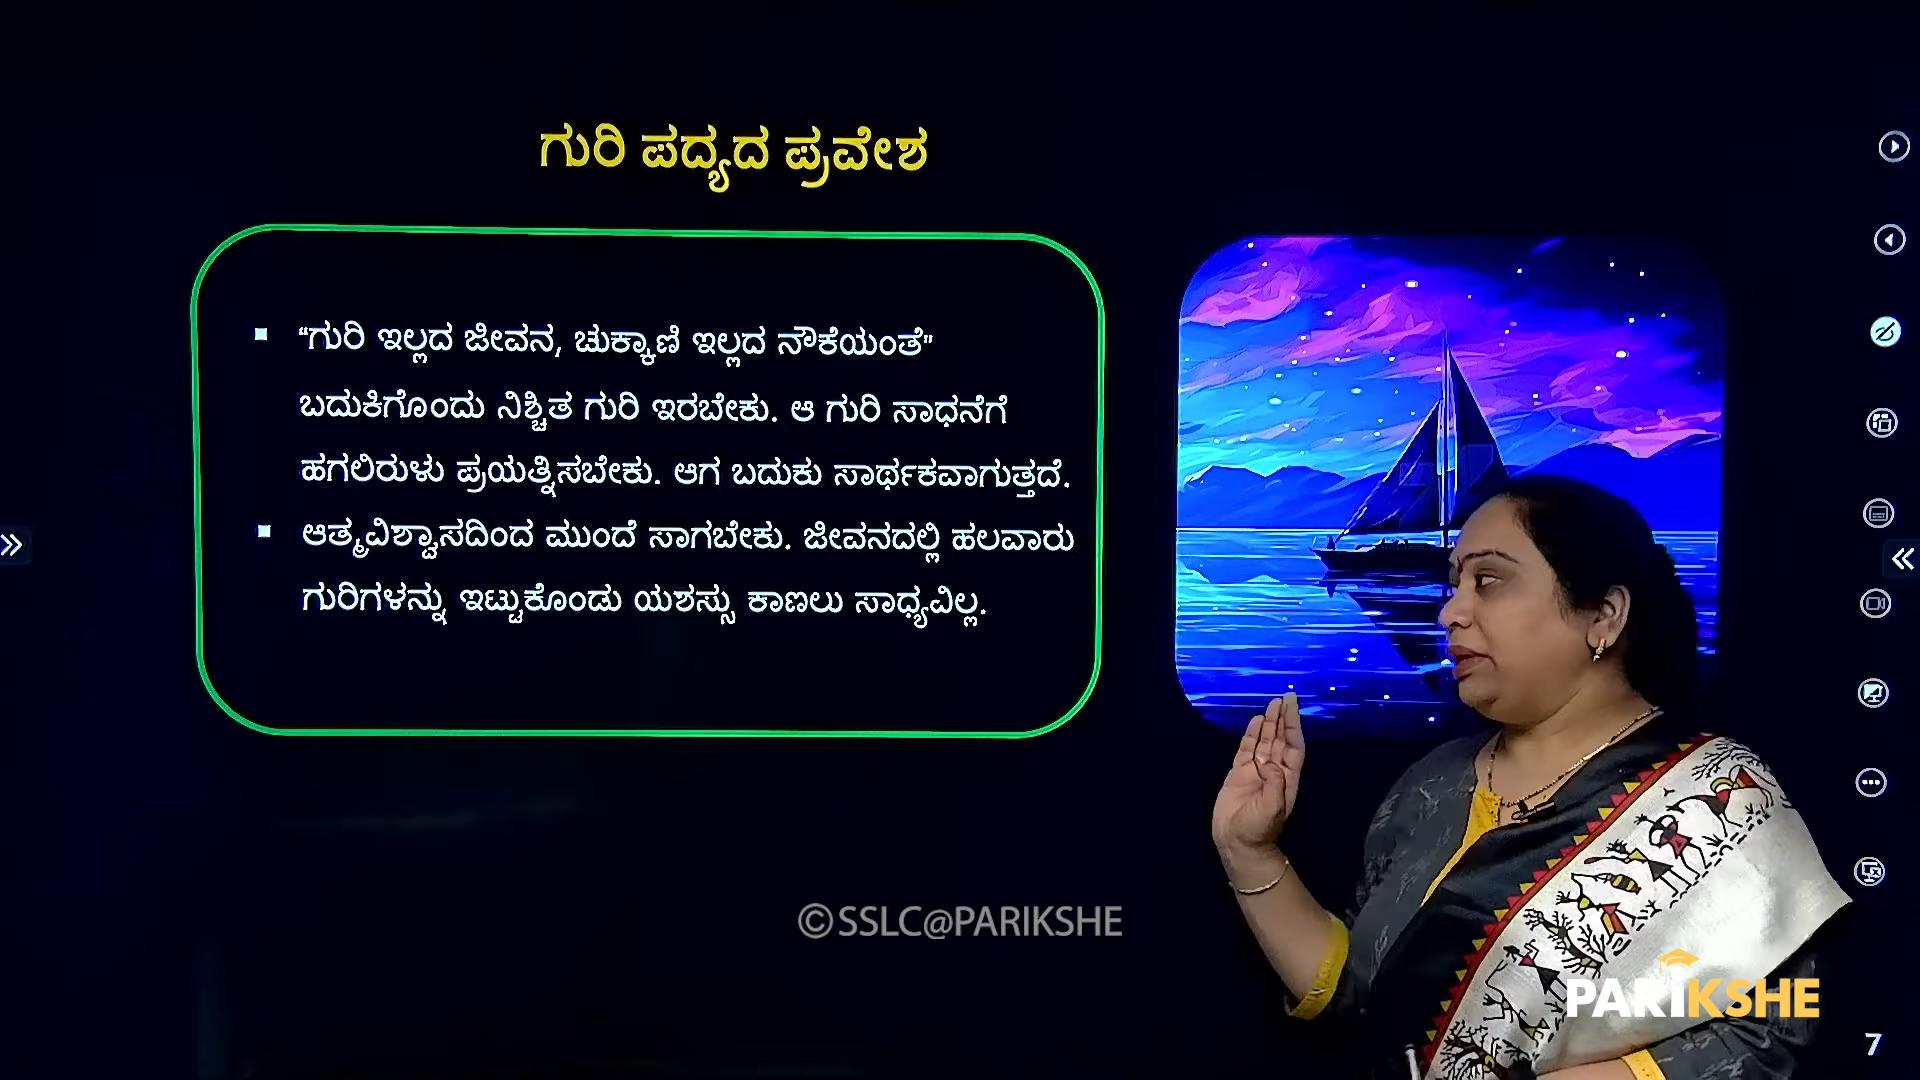 ಗುರಿ ಪದ್ಯದ ಪ್ರವೇಶ
▪ “ಗುರಿ ಇಲ್ಲದ ಜೀವನ, ಚುಕ್ಕಾಣಿ ಇಲ್ಲದ ನೌಕೆಯಂತೆ”
ಬದುಕಿಗೊಂದು ನಿಶ್ಚಿತ ಗುರಿ ಇರಬೇಕು. ಆ ಗುರಿ ಸಾಧನೆಗೆ
ಹಗಲಿರುಳು ಪ್ರಯತ್ನಿಸಬೇಕು. ಆಗ ಬದುಕು ಸಾರ್ಥಕವಾಗುತ್ತದೆ.
▪ ಆತ್ಮವಿಶ್ವಾಸದಿಂದ ಮುಂದೆ ಸಾಗಬೇಕು. ಜೀವನದಲ್ಲಿ ಹಲವಾರು
ಗುರಿಗಳನ್ನು ಇಟ್ಟುಕೊಂಡು ಯಶಸ್ಸು ಕಾಣಲು ಸಾಧ್ಯವಿಲ್ಲ.
©SSLC@PARIKSHE
PARIKSHE
7